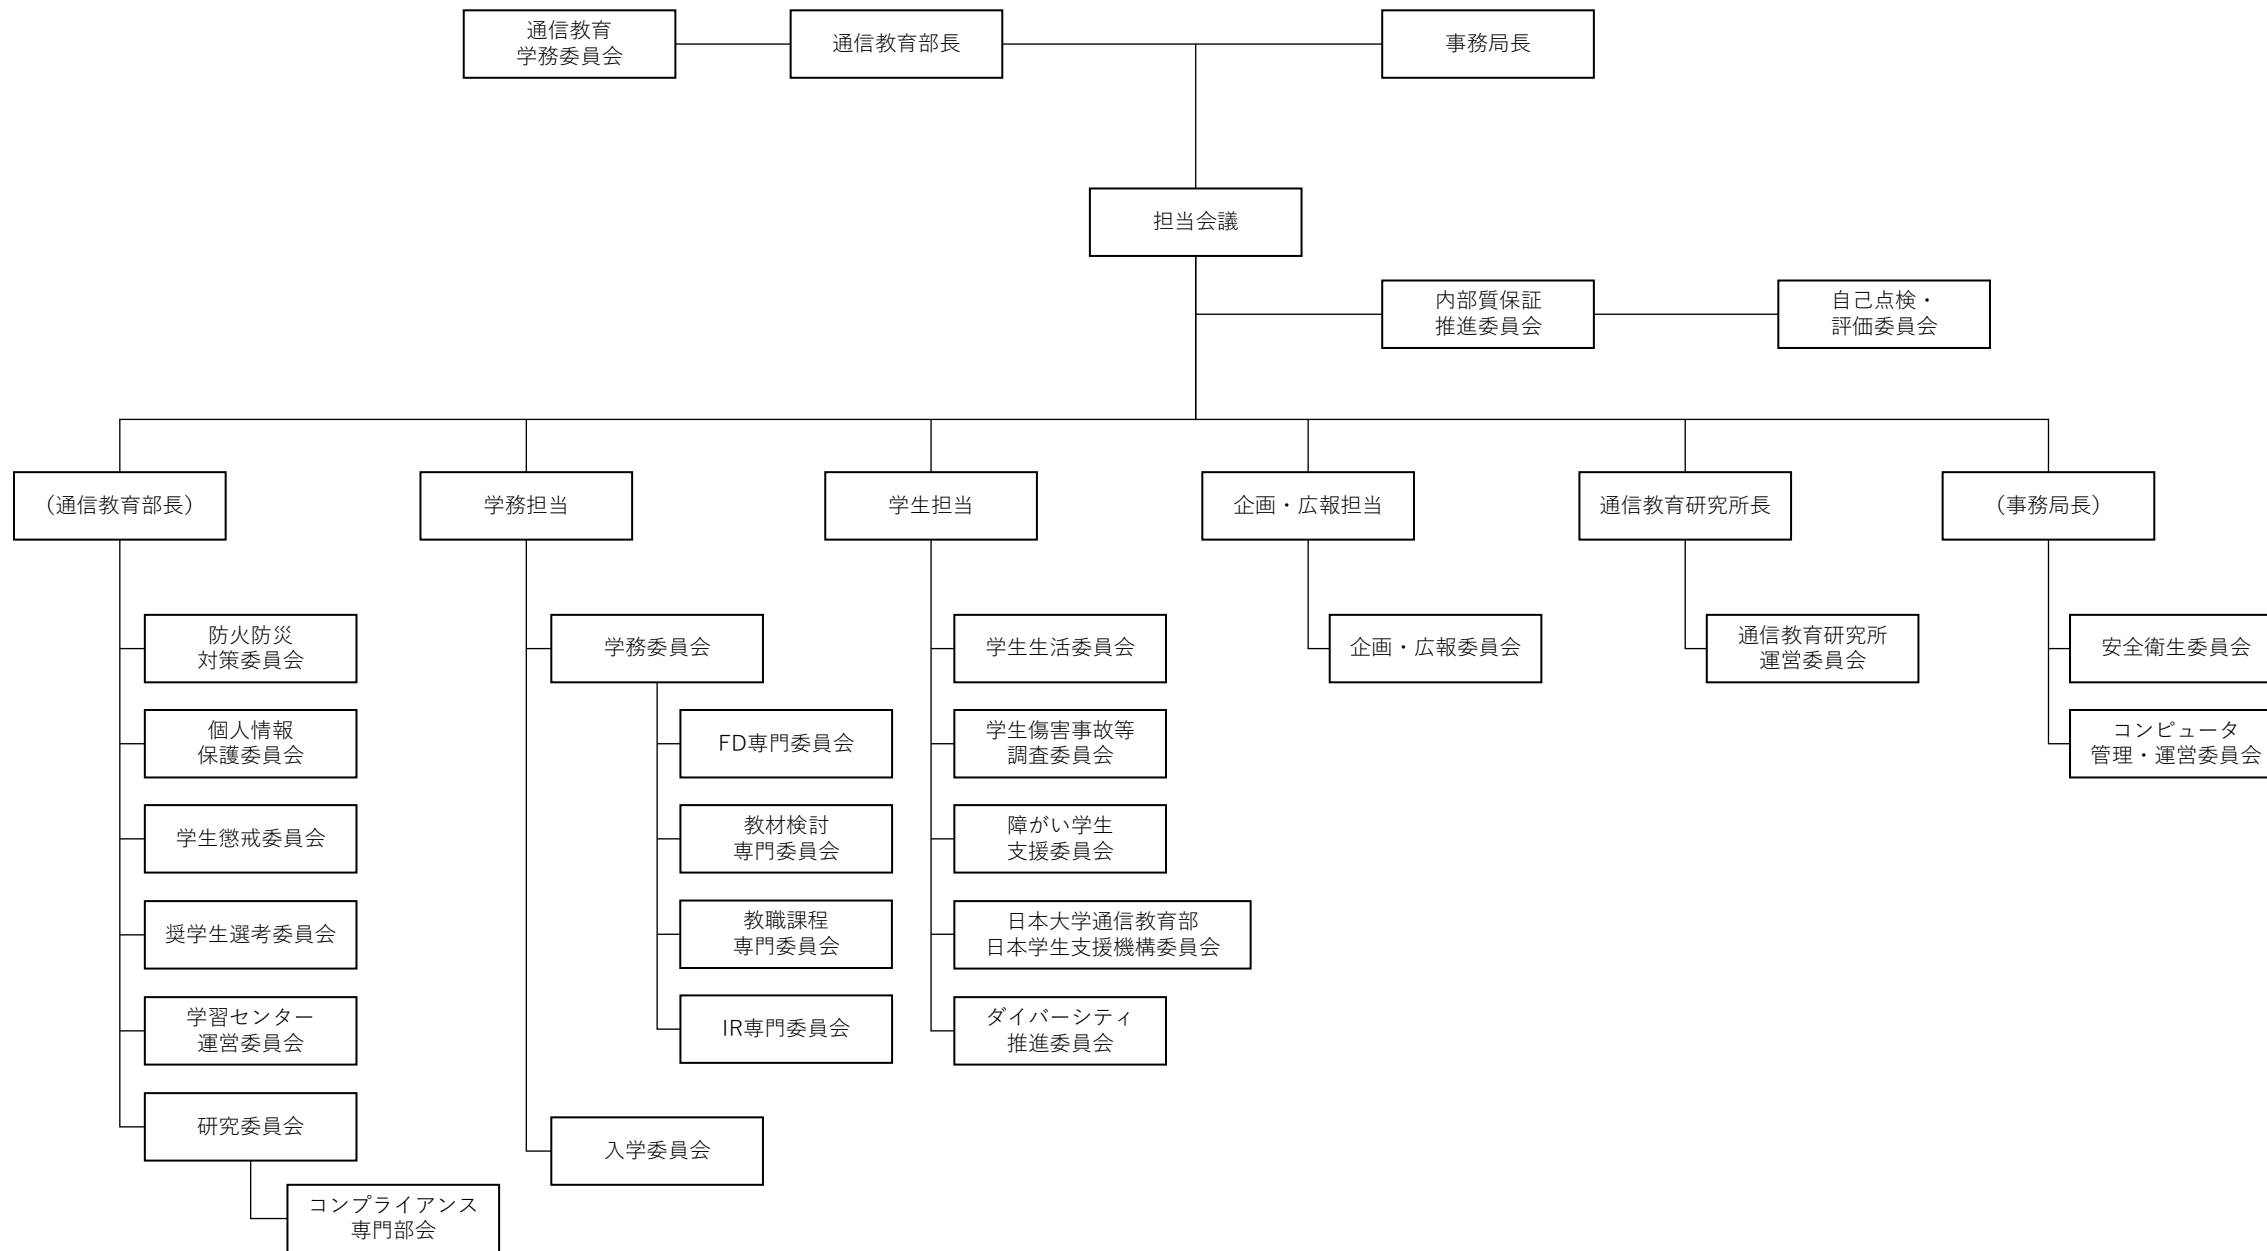 通信教育
学務委員会
通信教育部長
事務局長
担当会議
内部質保証
推進委員会
自己点検・
評価委員会
（通信教育部長）
学務担当
学生担当
企画・広報担当
通信教育研究所長
（事務局長）
防火防災
対策委員会
個人情報
保護委員会
学生懲戒委員会
奨学生選考委員会
学習センター
運営委員会
研究委員会
コンプライアンス
専門部会
学務委員会
FD専門委員会
教材検討
専門委員会
教職課程
専門委員会
IR専門委員会
入学委員会
学生生活委員会
学生傷害事故等
調査委員会
障がい学生
支援委員会
日本大学通信教育部
日本学生支援機構委員会
ダイバーシティ
推進委員会
企画・広報委員会
通信教育研究所
運営委員会
安全衛生委員会
コンピュータ
管理・運営委員会